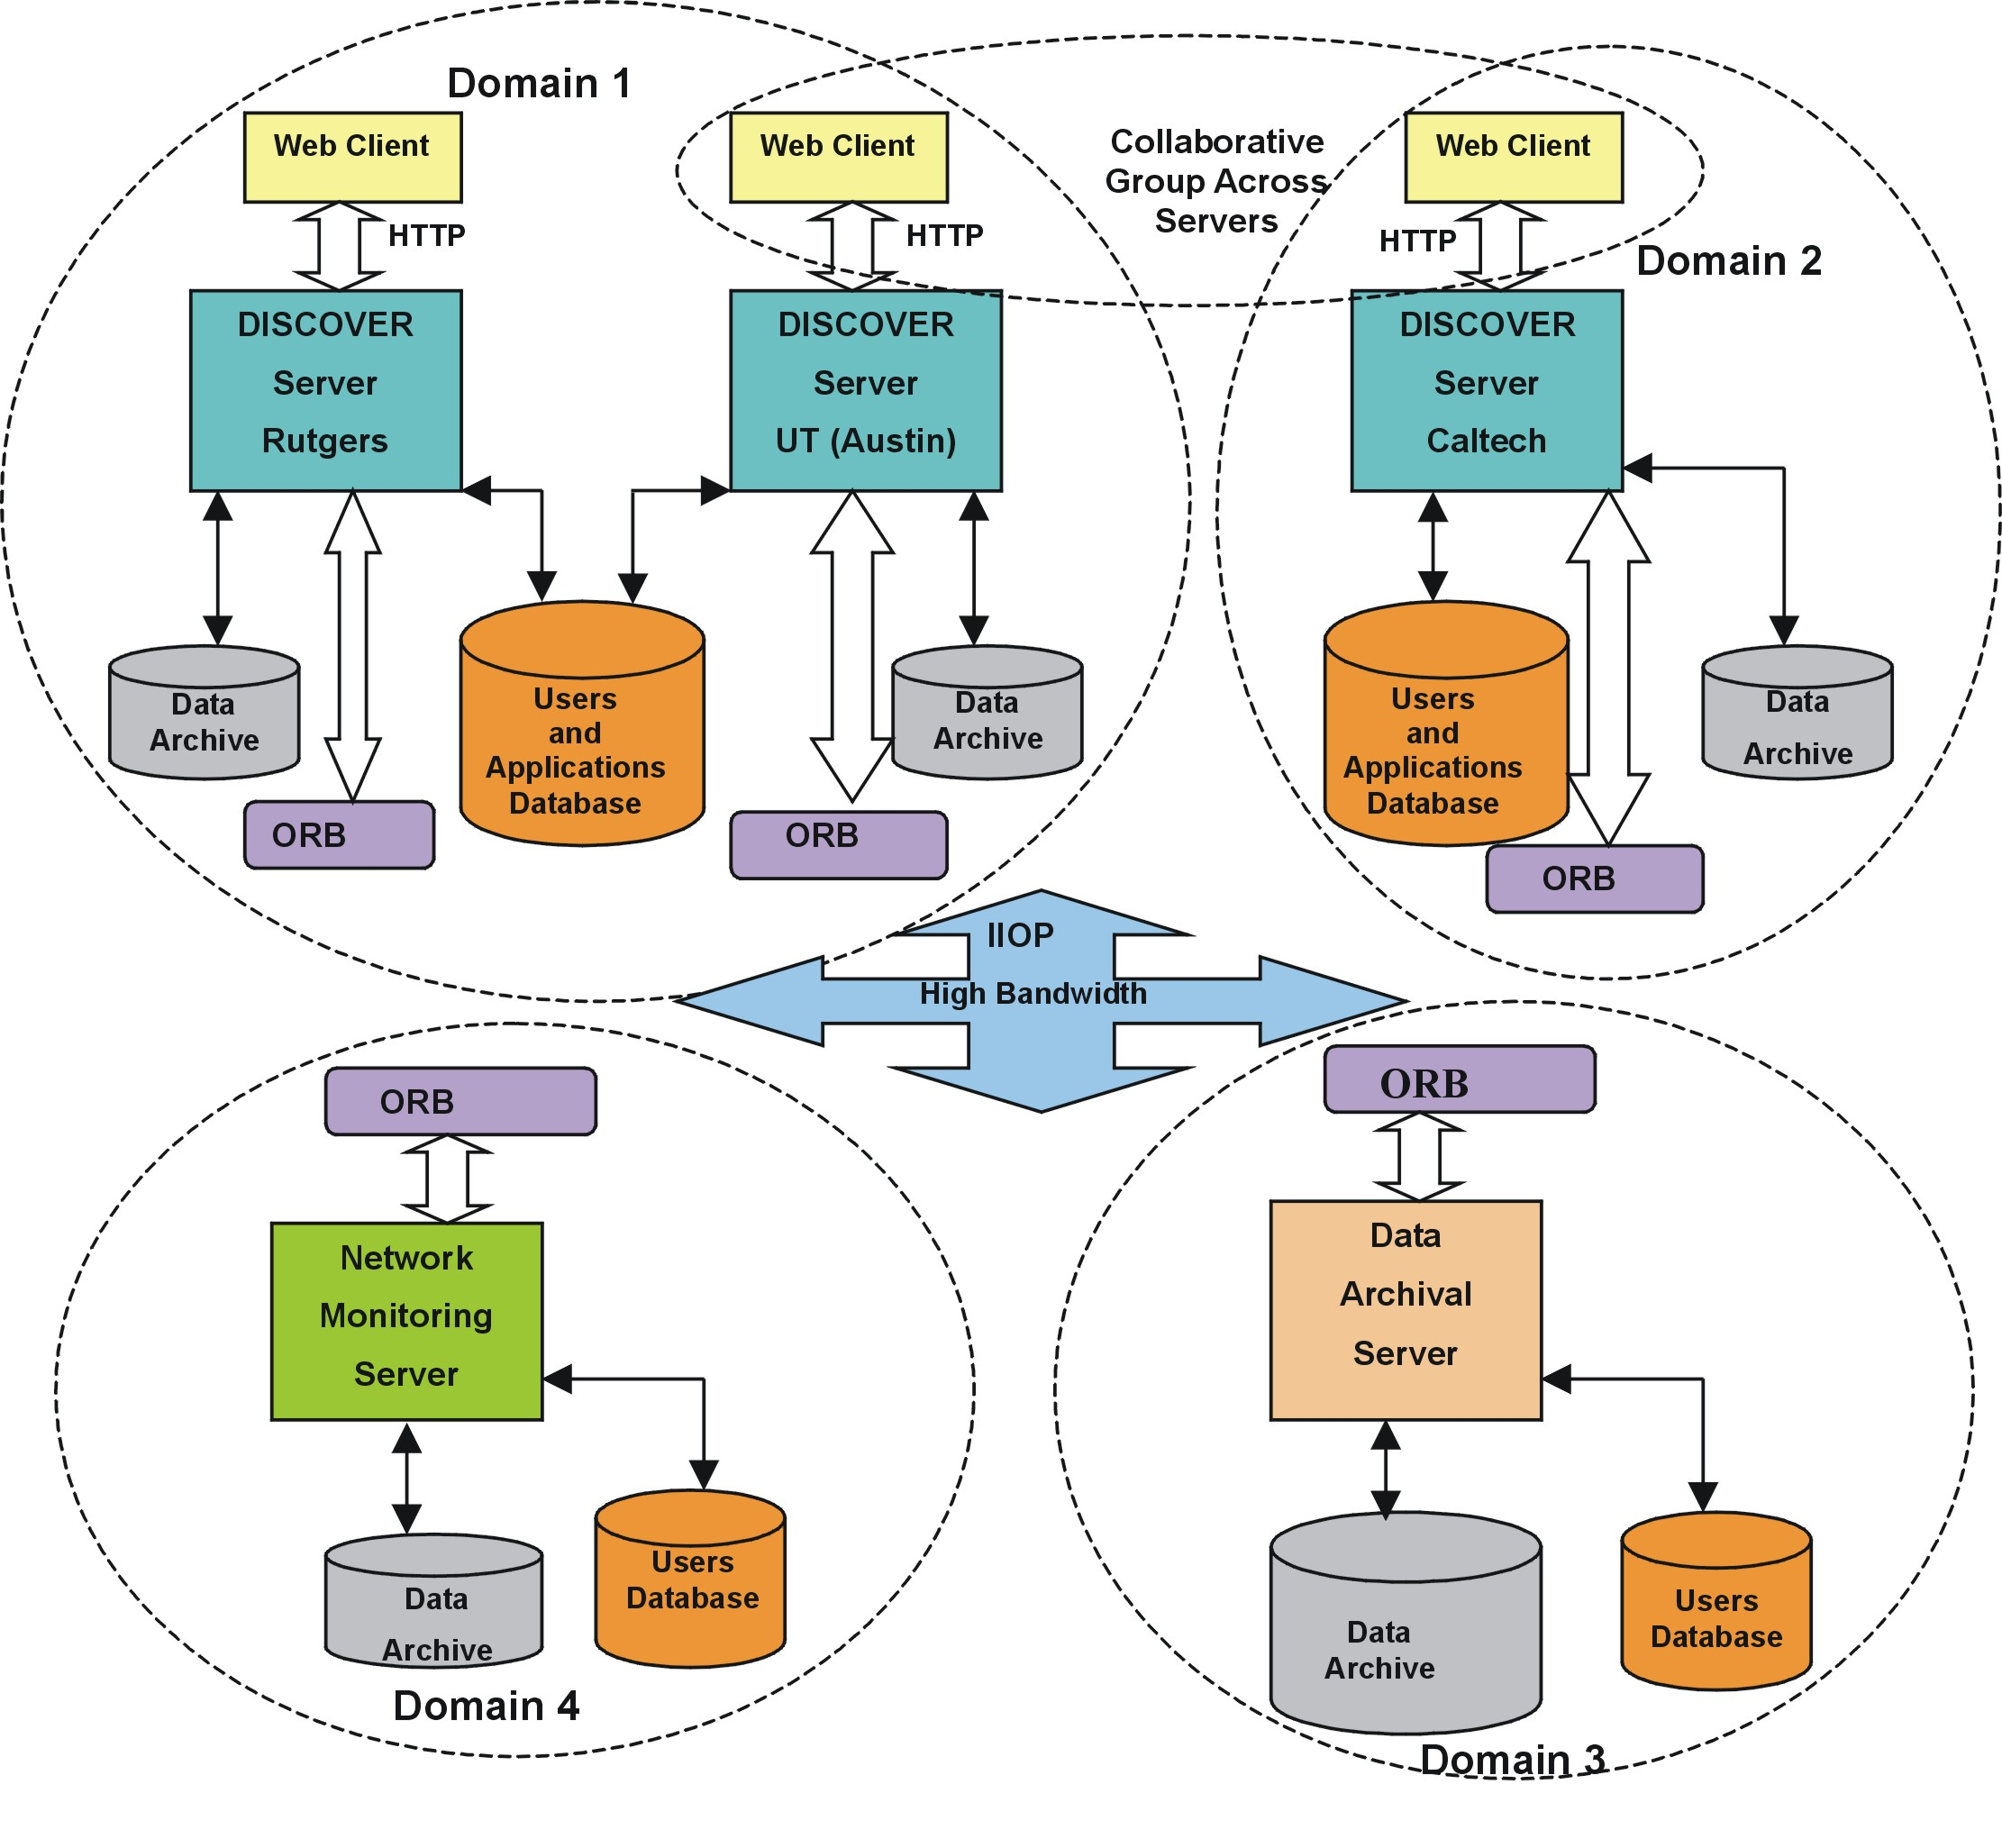 Domain 1
Web Client
HTTP
DISCOVER
Server
Rutgers
Data
Archive
ORB
Users
and
Applications
Database
Web Client
HTTP
DISCOVER
Server
UT (Austin)
Data
Archive
ORB
Collaborative
Group Across
Servers
Domain 2
Web Client
HTTP
DISCOVER
Server
Caltech
Users
and
Applications
Database
Data
Archive
ORB
IIOP
High Bandwidth
ORB
Network
Monitoring
Server
Data
Archive
Users
Database
Domain 4
ORB
Data
Archival
Server
Data
Archive
Users
Database
Domain 3